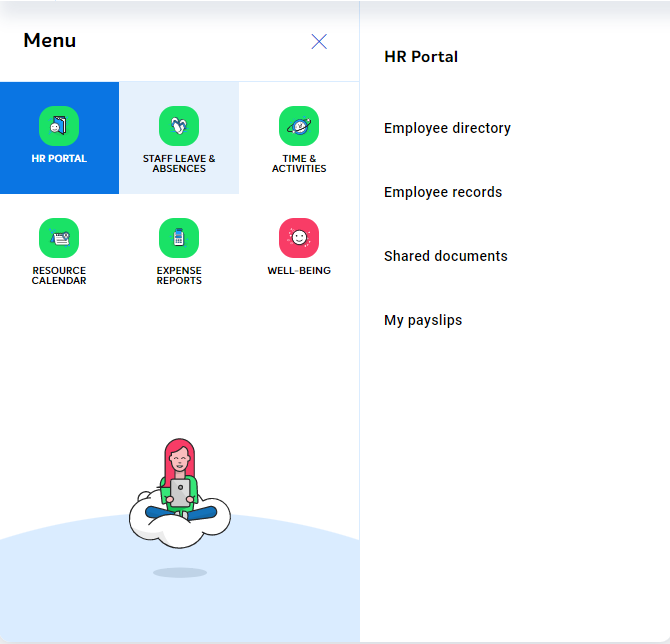 Menu
HR PORTAL
STAFF LEAVE &
ABSENCES
TIME &
ACTIVITIES
RESOURCE
CALENDAR
EXPENSE
REPORTS
WELL-BEING
HR Portal
Employee directory
Employee records
Shared documents
My payslips